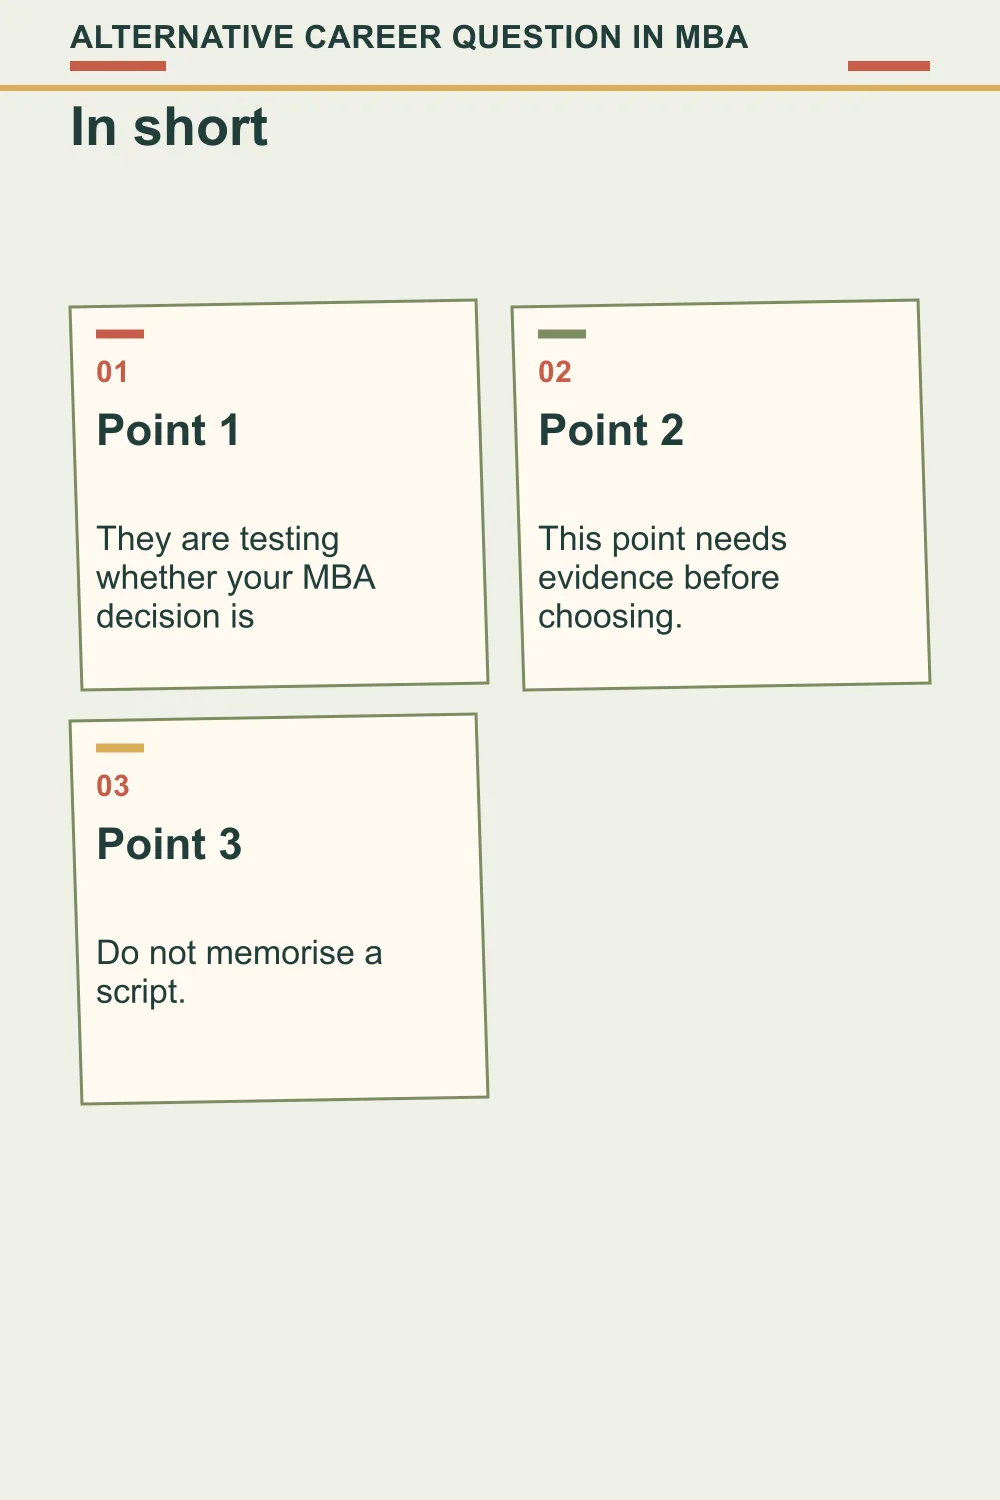 ALTERNATIVE CAREER QUESTION IN MBA
In short
01
Point 1
They are testing
whether your MBA
decision is
02
Point 2
This point needs
evidence before
choosing.
03
Point 3
Do not memorise a
script.